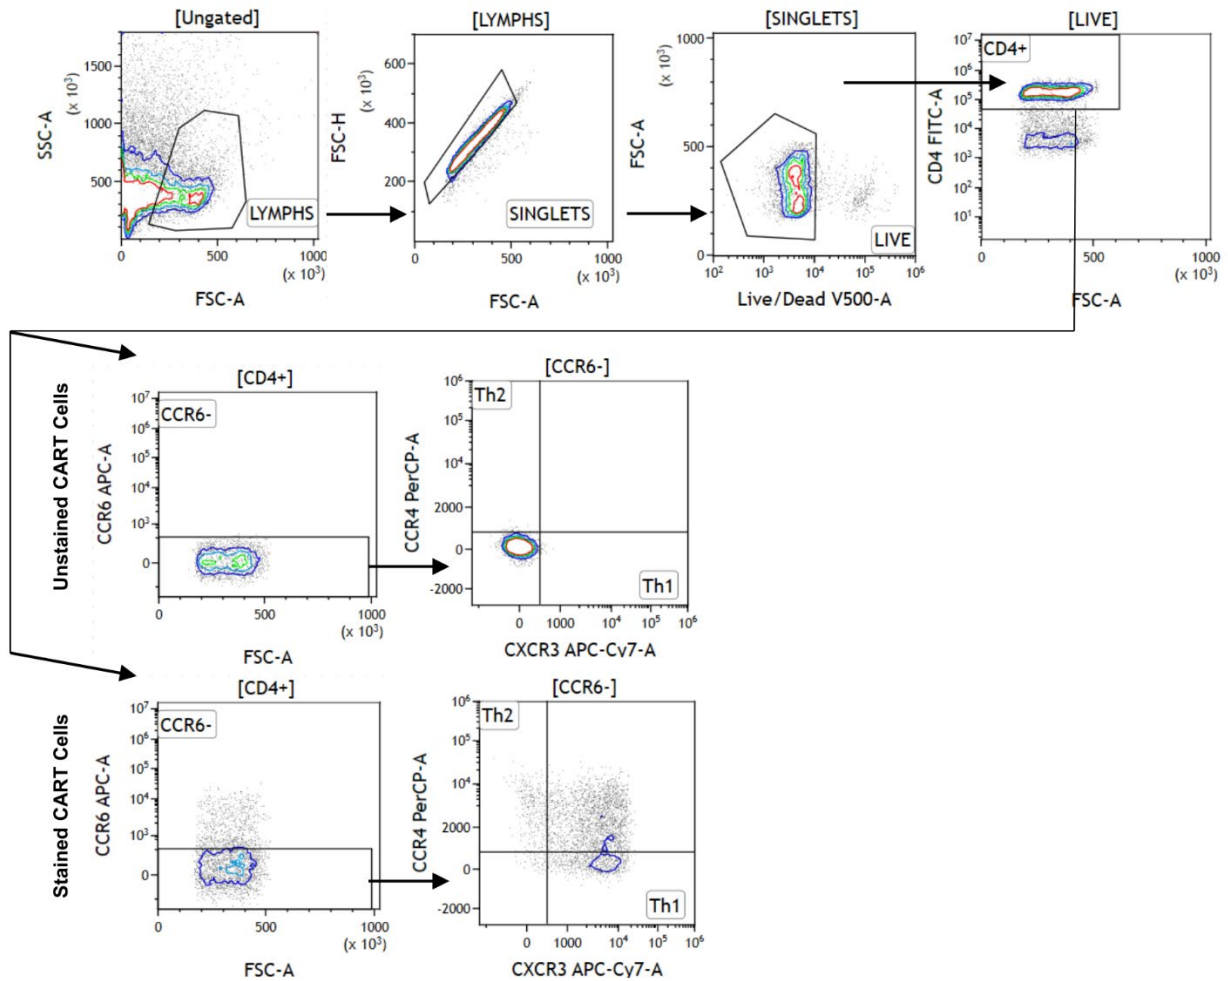 [Ungated]
SSC-A
(x 10³)
1500
1000
500
0
500
1000
(x 10³)
FSC-A
LYMPHS
[LYMPHS]
FSC-H
(x 10³)
600
400
200
0
500
1000
(x 10³)
FSC-A
SINGLETS
[SINGLETS]
FSC-A
(x 10³)
1000
500
0
10² 10³ 10⁴ 10⁵ 10⁶
Live/Dead V500-A
LIVE
[LIVE]
CD4+
CD4 FITC-A
10⁷
10⁶
10⁵
10⁴
10³
10²
10¹
0
500
1000
(x 10³)
FSC-A
Unstained CART Cells
[CD4+]
CCR6-
CCR6 APC-A
10⁷
10⁶
10⁵
10⁴
10³
0
0
500
1000
(x 10³)
FSC-A
[CCR6-]
Th2
CCR4 PerCP-A
10⁶
10⁵
10⁴
2000
0
-2000
Th1
0 1000 10⁴ 10⁵ 10⁶
CXCR3 APC-Cy7-A
Stained CART Cells
[CD4+]
CCR6-
CCR6 APC-A
10⁷
10⁶
10⁵
10⁴
10³
0
0
500
1000
(x 10³)
FSC-A
[CCR6-]
Th2
CCR4 PerCP-A
10⁶
10⁵
10⁴
2000
0
-2000
Th1
0 1000 10⁴ 10⁵ 10⁶
CXCR3 APC-Cy7-A